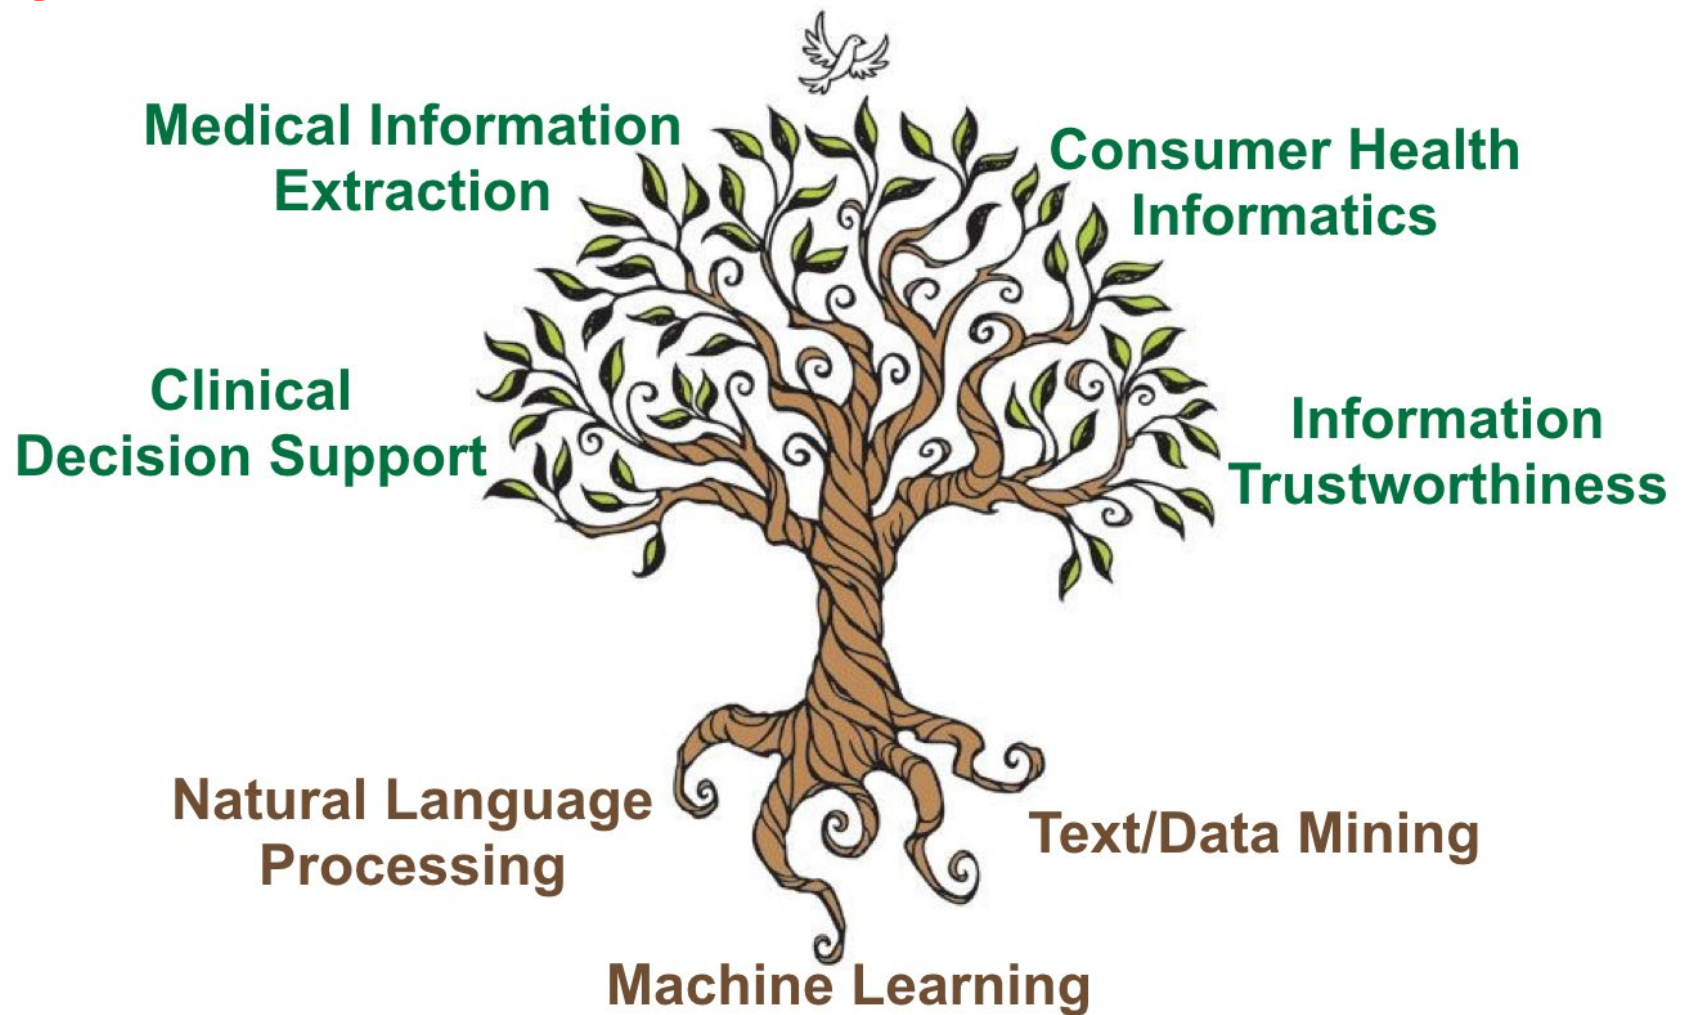 Medical Information
Extraction
Consumer Health
Informatics
Clinical
Decision Support
Information
Trustworthiness
Natural Language
Processing
Text/Data Mining
Machine Learning